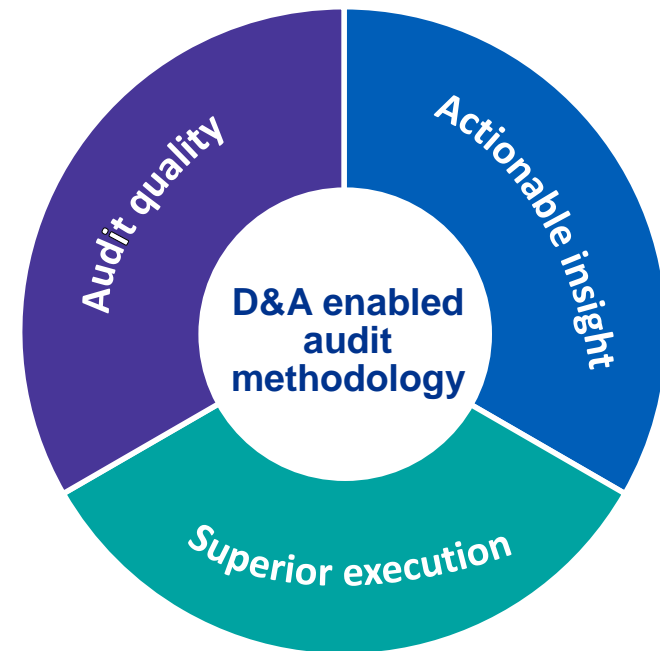 Audit quality
Actionable insight
D&A enabled
audit
methodology
Superior execution